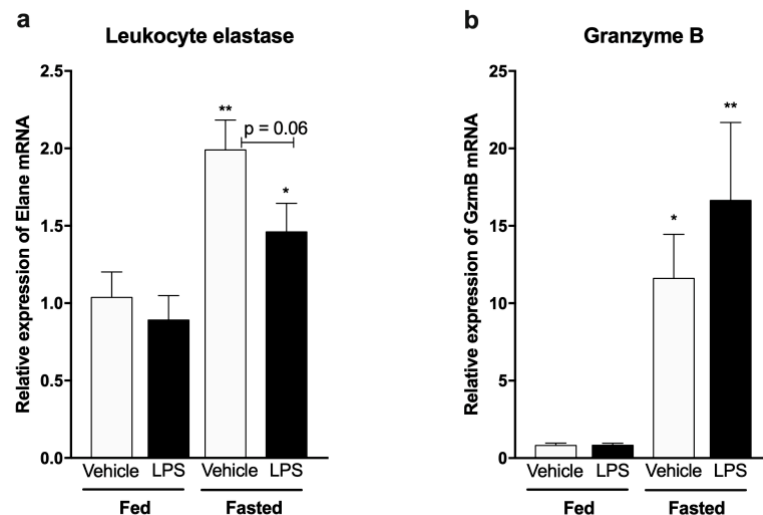 a
Leukocyte elastase
Relative expression of Elane mRNA
2.5
2.0
1.5
1.0
0.5
0.0
**
p = 0.06
*
Vehicle LPS Vehicle LPS
Fed Fasted
b
Granzyme B
Relative expression of GzmB mRNA
25
20
15
10
5
0
*
**
Vehicle LPS Vehicle LPS
Fed Fasted